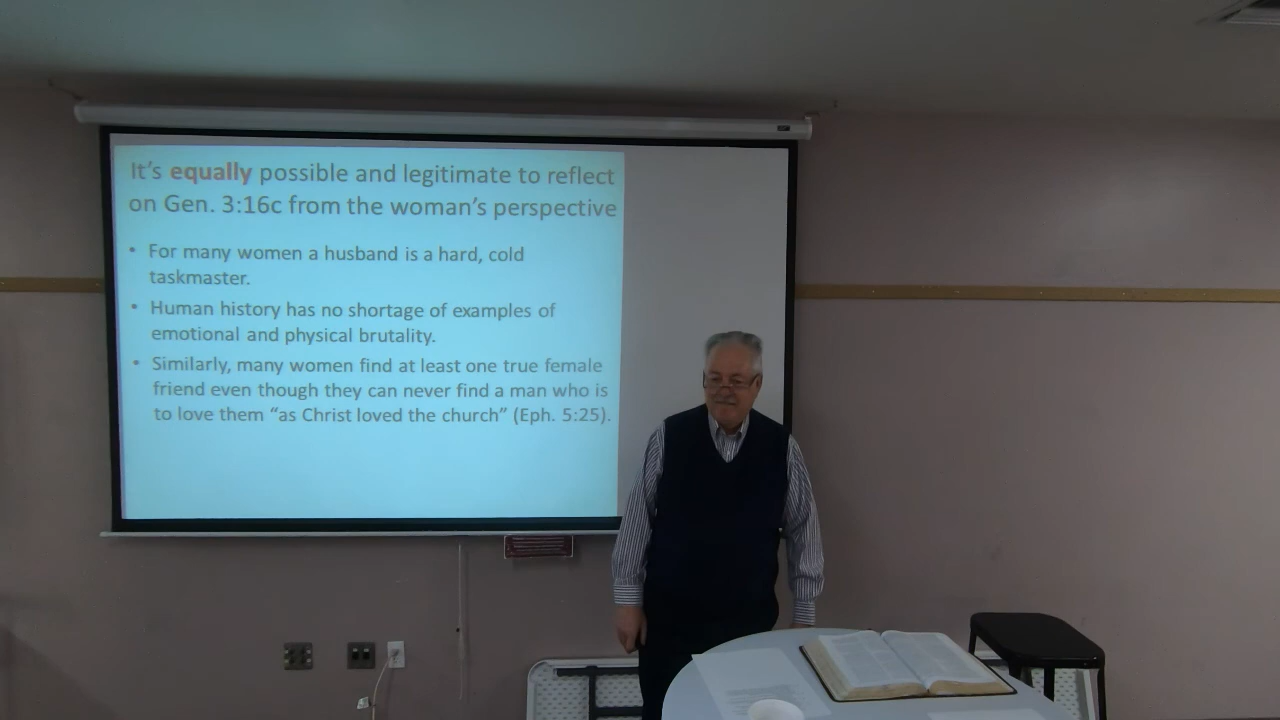 It's equally possible and legitimate to reflect
on Gen. 3:16c from the woman's perspective
• For many women a husband is a hard, cold
taskmaster.
• Human history has no shortage of examples of
emotional and physical brutality.
• Similarly, many women find at least one true female
friend even though they can never find a man who is
to love them “as Christ loved the church” (Eph. 5:25).